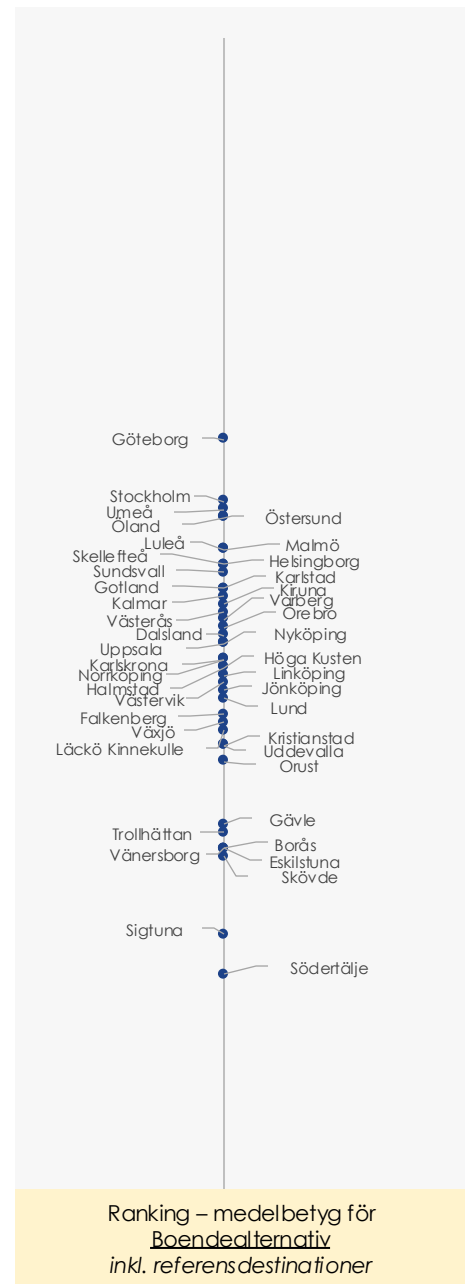 Göteborg
Stockholm
Umeå
Öland
Östersund
Luleå
Malmö
Skellefteå
Helsingborg
Sundsvall
Karlstad
Gotland
Kiruna
Kalmar
Varberg
Örebro
Västerås
Dalsland
Nyköping
Uppsala
Höga Kusten
Karlskrona
Linköping
Norrköping
Jönköping
Halmstad
Västervik
Lund
Falkenberg
Växjö
Kristianstad
Läckö Kinnekulle
Uddevalla
Orust
Gävle
Trollhättan
Borås
Vänersborg
Eskilstuna
Skövde
Sigtuna
Södertälje
Ranking – medelbetyg för
Boendealternativ
inkl. referensdestinationer